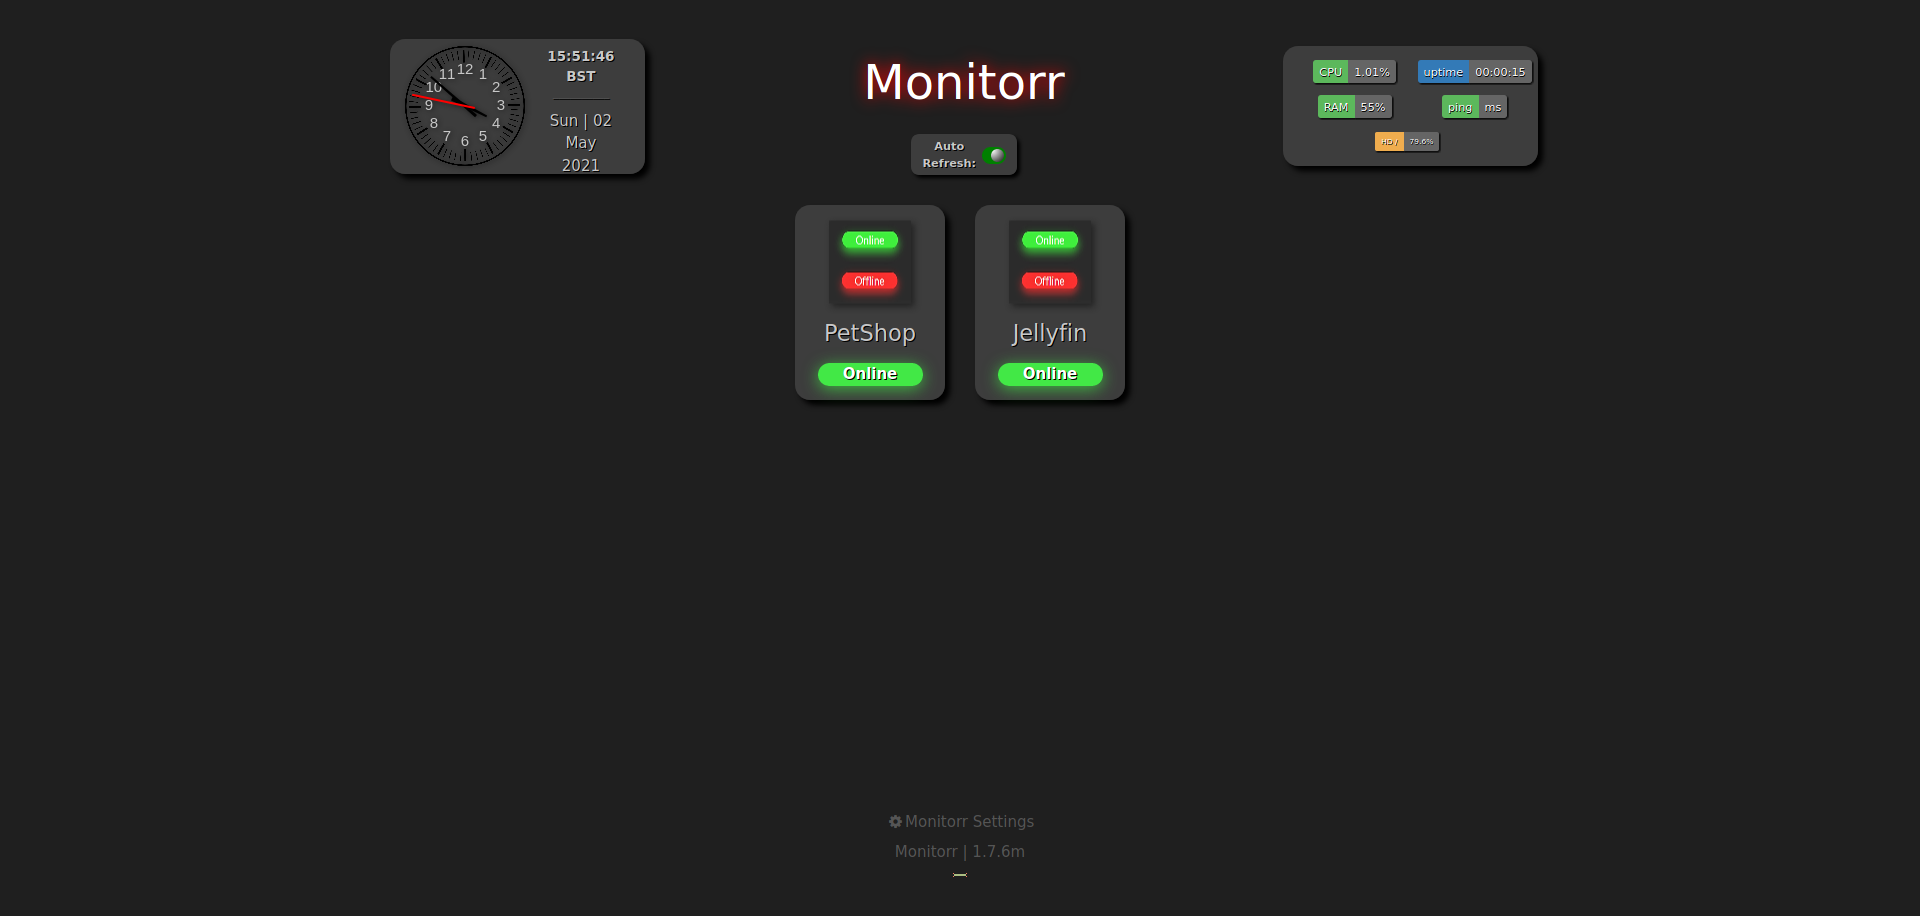 12
1
2
3
4
5
6
7
8
9
10
11
15:51:46
BST
Sun | 02
May
2021
Monitorr
Auto
Refresh:
CPU 1.01%
uptime 00:00:15
RAM 55%
ping ms
HD / 79.6%
Online
Offline
PetShop
Online
Online
Offline
Jellyfin
Online
Monitorr Settings
Monitorr | 1.7.6m